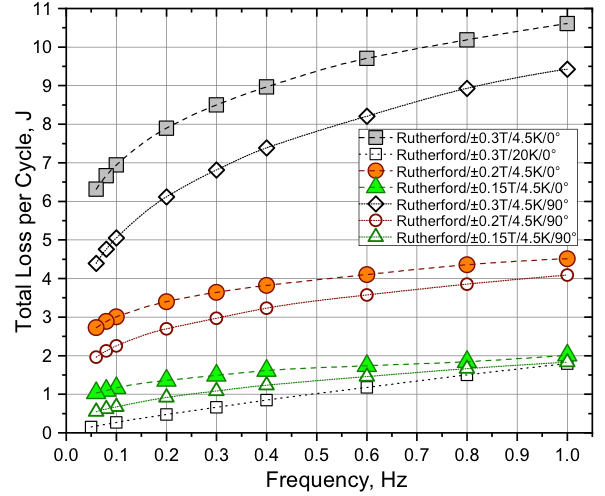 11
10
9
8
7
6
5
4
3
2
1
0
Total Loss per Cycle, J
Rutherford/±0.3T/4.5K/0°
Rutherford/±0.3T/20K/0°
Rutherford/±0.2T/4.5K/0°
Rutherford/±0.15T/4.5K/0°
Rutherford/±0.3T/4.5K/90°
Rutherford/±0.2T/4.5K/90°
Rutherford/±0.15T/4.5K/90°
0.0 0.1 0.2 0.3 0.4 0.5 0.6 0.7 0.8 0.9 1.0
Frequency, Hz